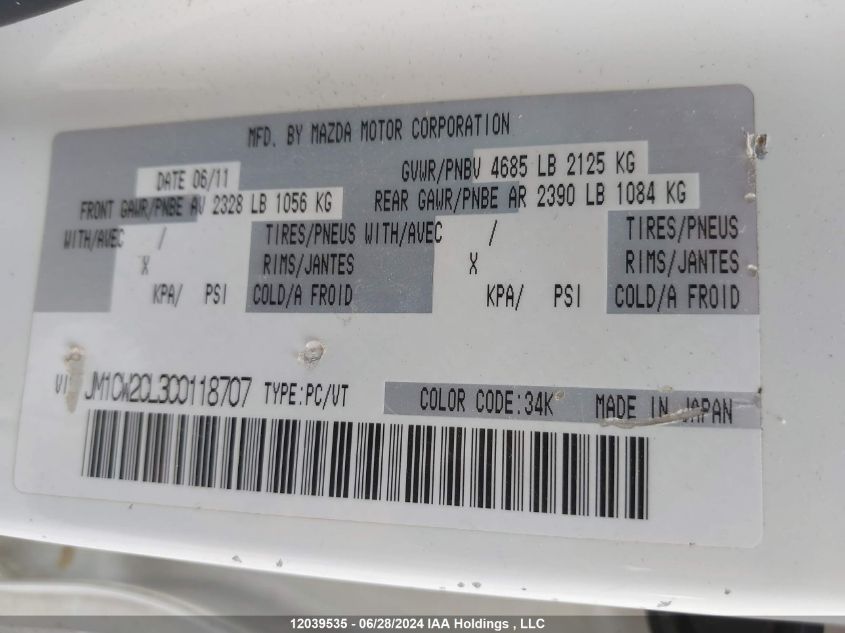 MFD. BY MAZDA MOTOR CORPORATION
DATE 06/11 GVWR/PNBV 4685 LB 2125 KG
FRONT GAWR/PNBE AV 2328 LB 1056 KG REAR GAWR/PNBE AR 2390 LB 1084 KG
WITH/AVEC / TIRES/PNEUS WITH/AVEC / TIRES/PNEUS
X RIMS/JANTES X RIMS/JANTES
KPA/ PSI COLD/A FROID KPA/ PSI COLD/A FROID
JM1CW2CL3C0118707 TYPE:PC/VT COLOR CODE:34K MADE IN JAPAN
12039535 - 06/28/2024 IAA Holdings , LLC